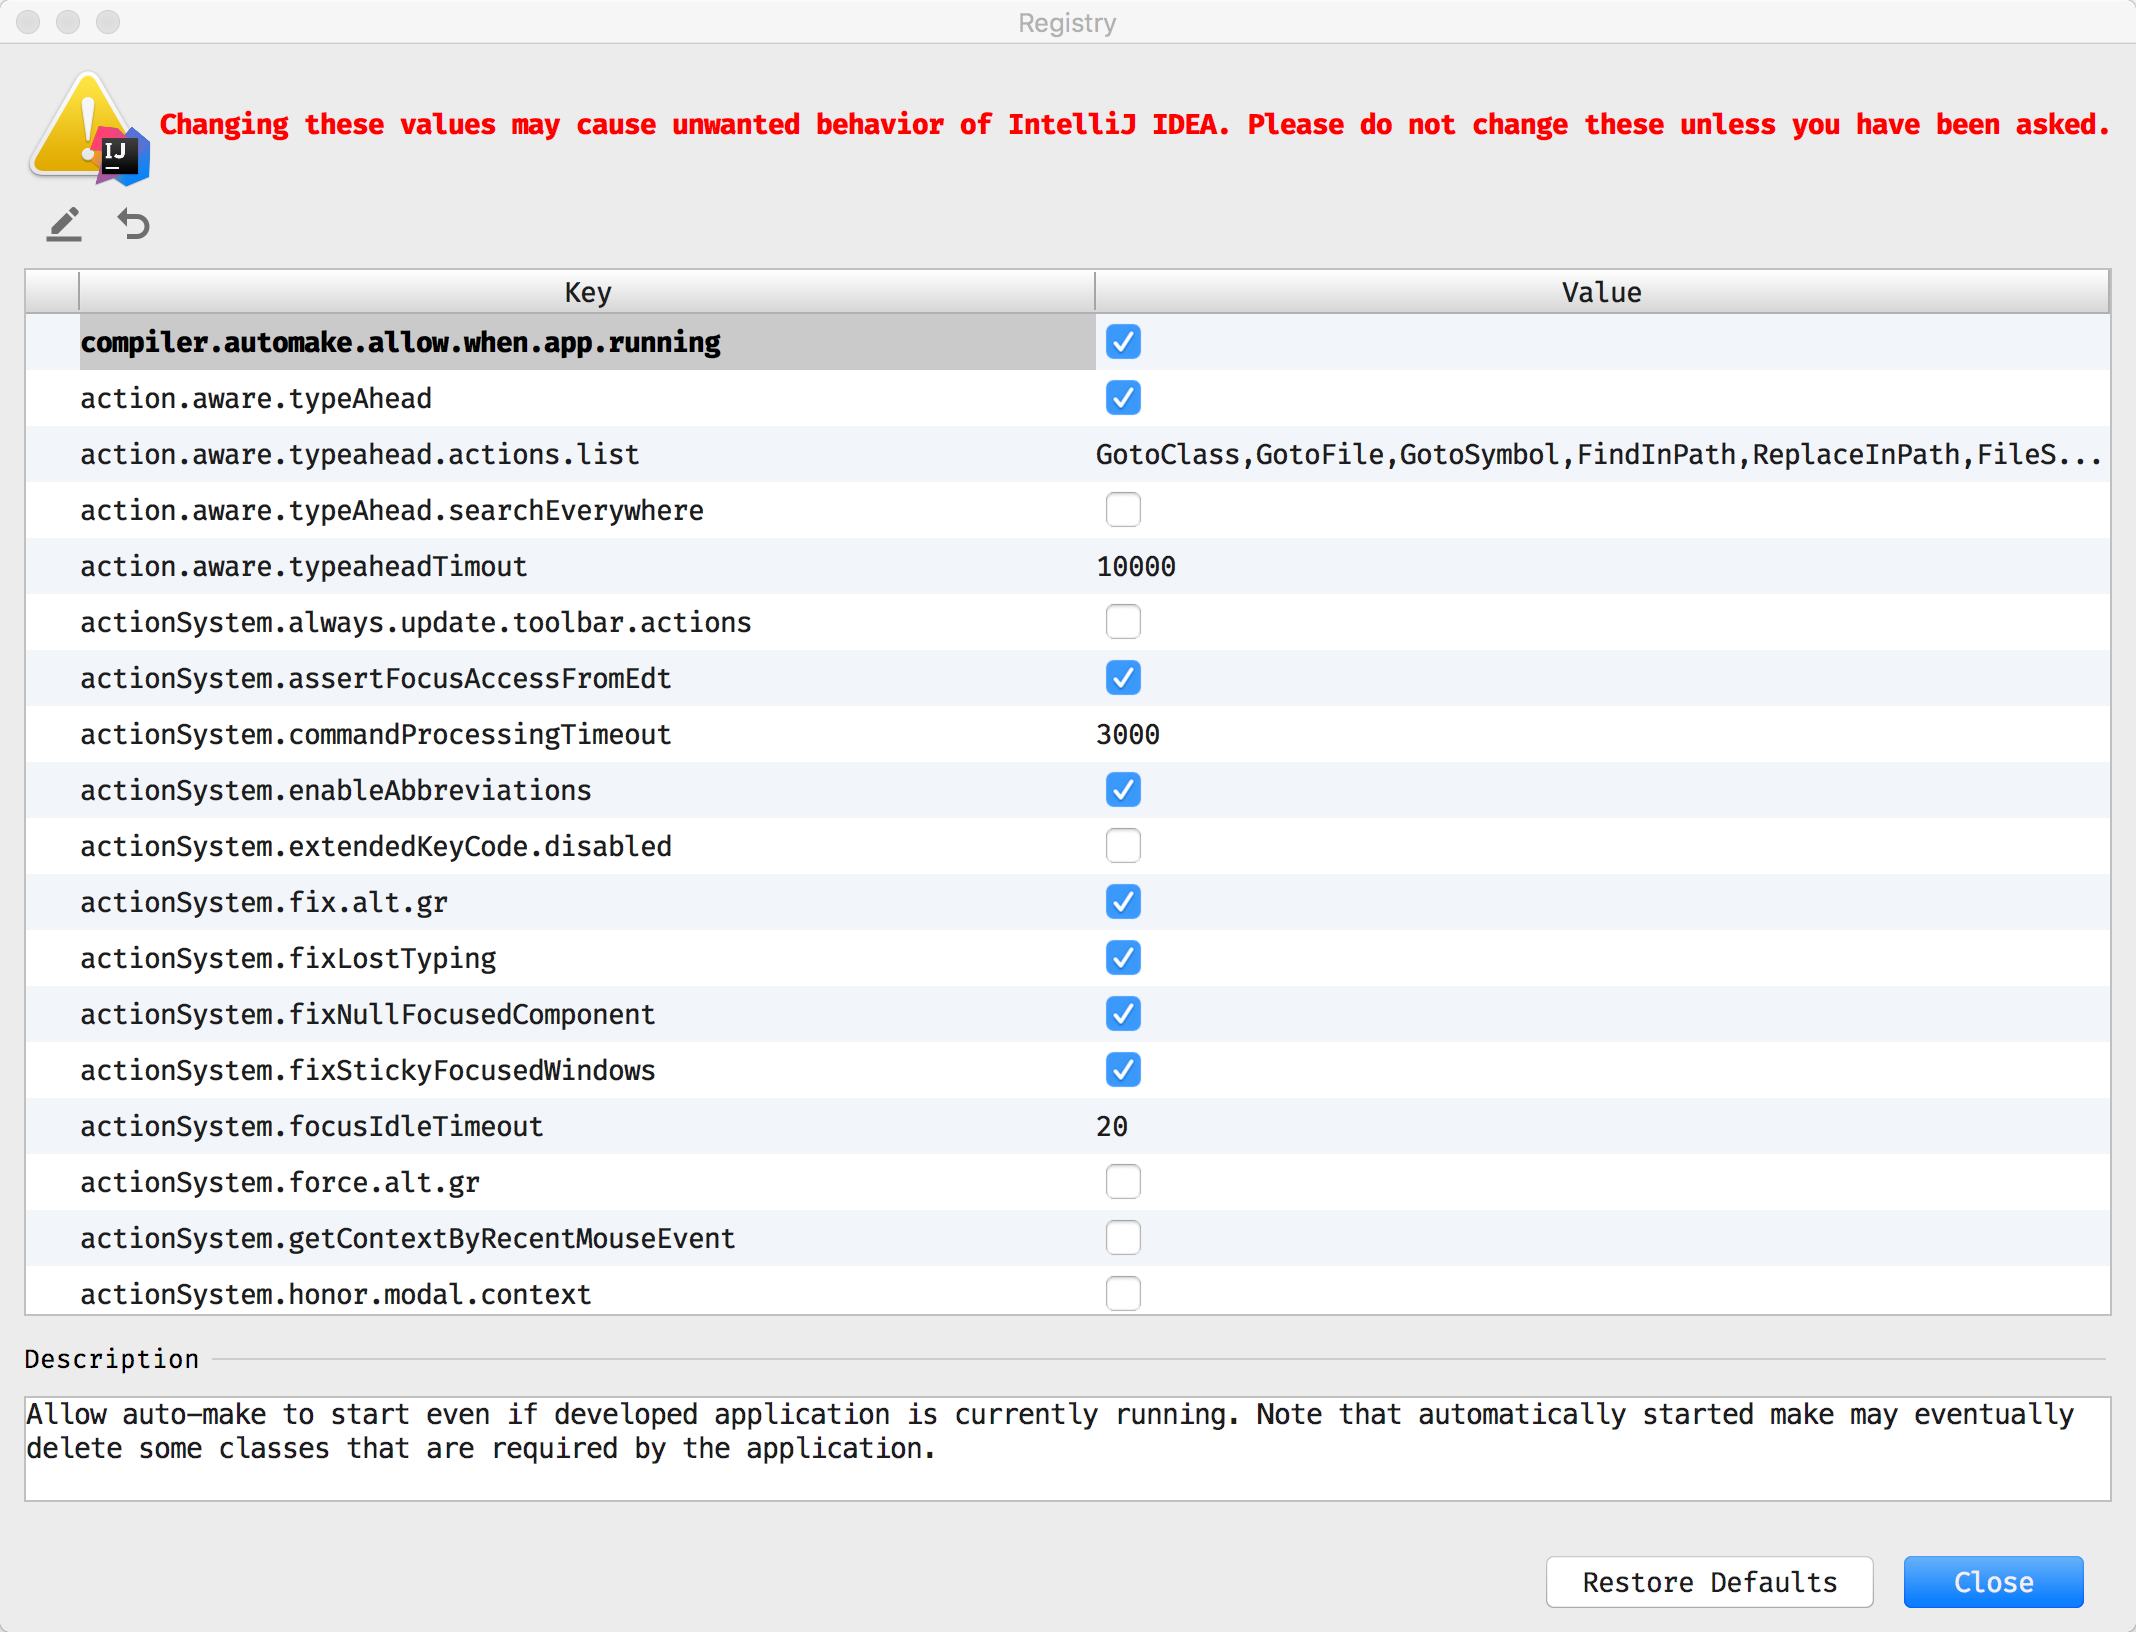 Registry
IJ
Changing these values may cause unwanted behavior of IntelliJ IDEA. Please do not change these unless you have been asked.
Key Value
compiler.automake.allow.when.app.running
action.aware.typeAhead
action.aware.typeahead.actions.list GotoClass,GotoFile,GotoSymbol,FindInPath,ReplaceInPath,FileS...
action.aware.typeAhead.searchEverywhere
action.aware.typeaheadTimout 10000
actionSystem.always.update.toolbar.actions
actionSystem.assertFocusAccessFromEdt
actionSystem.commandProcessingTimeout 3000
actionSystem.enableAbbreviations
actionSystem.extendedKeyCode.disabled
actionSystem.fix.alt.gr
actionSystem.fixLostTyping
actionSystem.fixNullFocusedComponent
actionSystem.fixStickyFocusedWindows
actionSystem.focusIdleTimeout 20
actionSystem.force.alt.gr
actionSystem.getContextByRecentMouseEvent
actionSystem.honor.modal.context
Description
Allow auto-make to start even if developed application is currently running. Note that automatically started make may eventually
delete some classes that are required by the application.
Restore Defaults Close